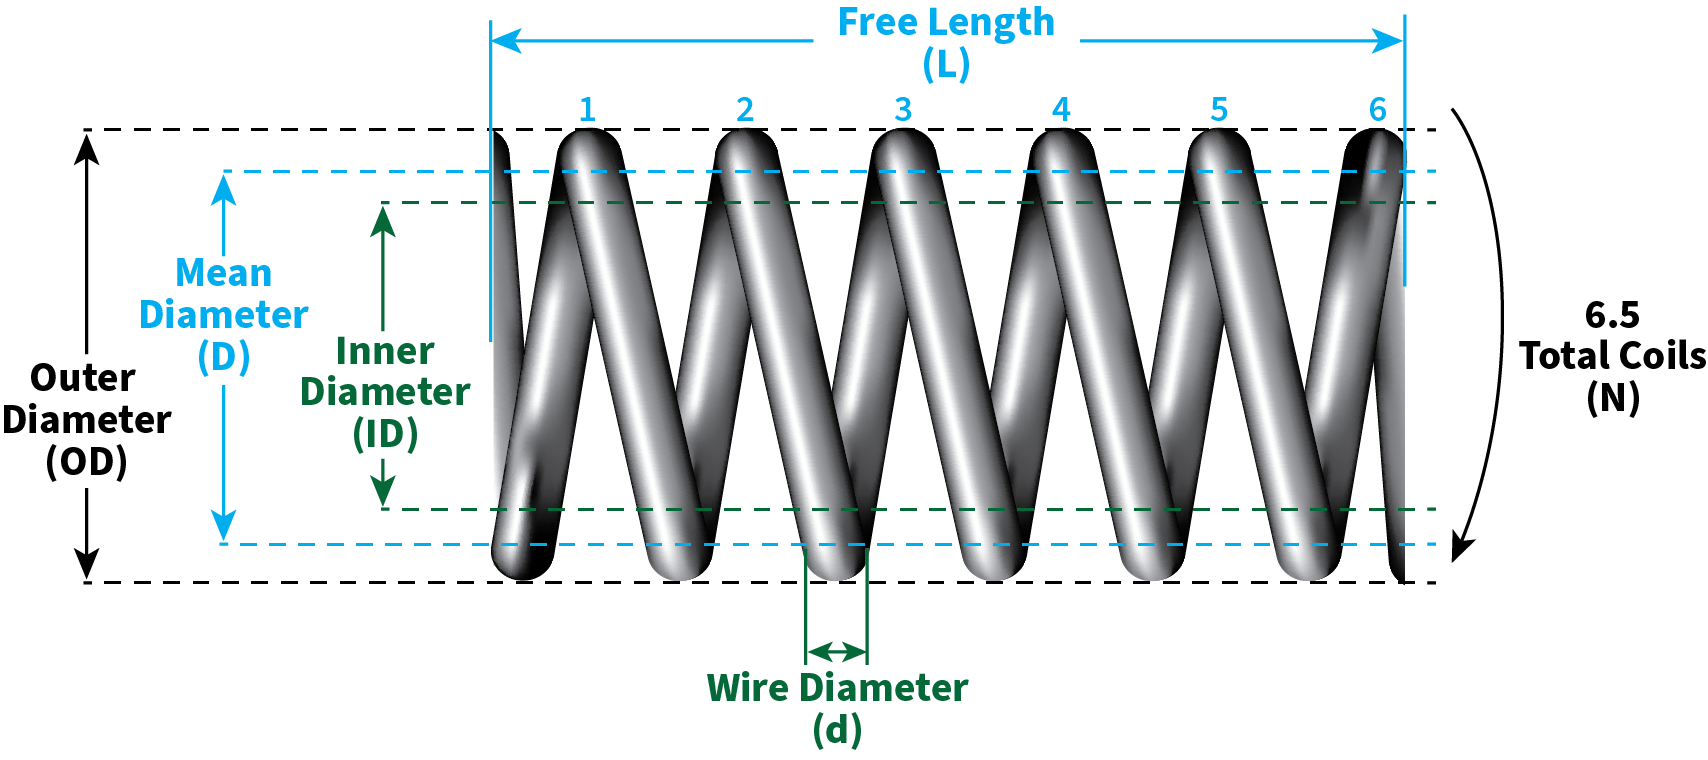 Free Length
(L)
1 2 3 4 5 6
Mean
Diameter
(D)
Outer
Diameter
(OD)
Inner
Diameter
(ID)
6.5
Total Coils
(N)
Wire Diameter
(d)